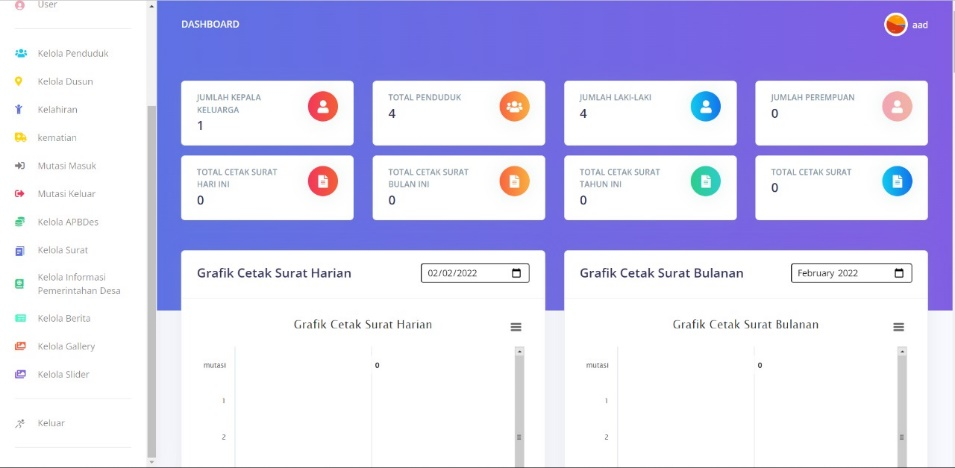 User
Kelola Penduduk
Kelola Dusun
Kelahiran
kematian
Mutasi Masuk
Mutasi Keluar
Kelola APBDes
Kelola Surat
Kelola Informasi
Pemerintahan Desa
Kelola Berita
Kelola Gallery
Kelola Slider
Keluar
DASHBOARD
aad
JUMLAH KEPALA
KELUARGA
1
TOTAL PENDUDUK
4
JUMLAH LAKI-LAKI
4
JUMLAH PEREMPUAN
0
TOTAL CETAK SURAT
HARI INI
0
TOTAL CETAK SURAT
BULAN INI
0
TOTAL CETAK SURAT
TAHUN INI
0
TOTAL CETAK SURAT
0
Grafik Cetak Surat Harian
02/02/2022
Grafik Cetak Surat Harian
mutasi
0
1
2
Grafik Cetak Surat Bulanan
February 2022
Grafik Cetak Surat Bulanan
mutasi
0
1
2